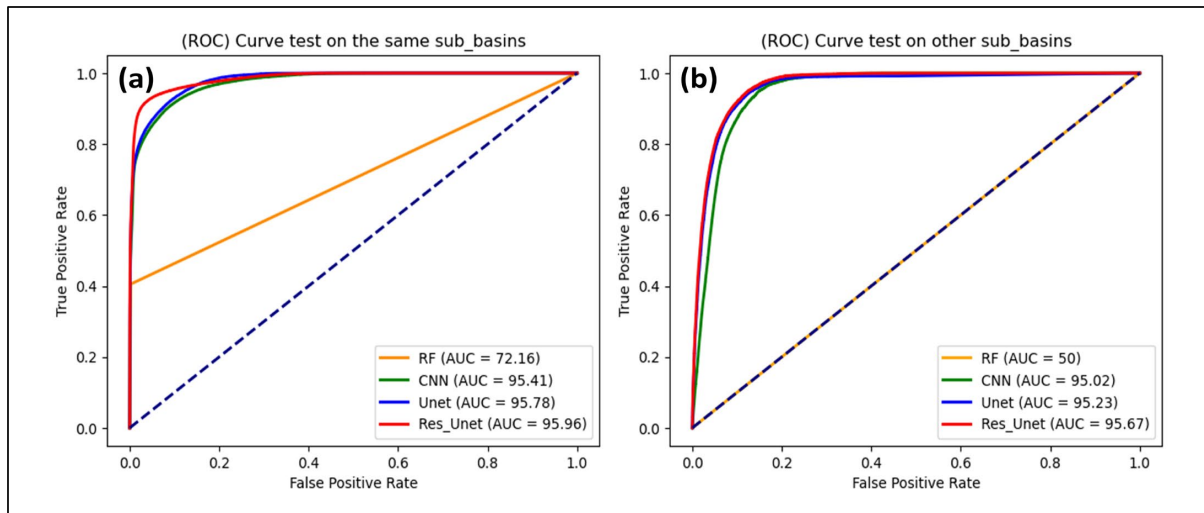 (ROC) Curve test on the same sub_basins
(a)
1.0
0.8
0.6
0.4
0.2
0.0
True Positive Rate
RF (AUC = 72.16)
CNN (AUC = 95.41)
Unet (AUC = 95.78)
Res_Unet (AUC = 95.96)
0.0 0.2 0.4 0.6 0.8 1.0
False Positive Rate
(ROC) Curve test on other sub_basins
(b)
1.0
0.8
0.6
0.4
0.2
0.0
True Positive Rate
RF (AUC = 50)
CNN (AUC = 95.02)
Unet (AUC = 95.23)
Res_Unet (AUC = 95.67)
0.0 0.2 0.4 0.6 0.8 1.0
False Positive Rate